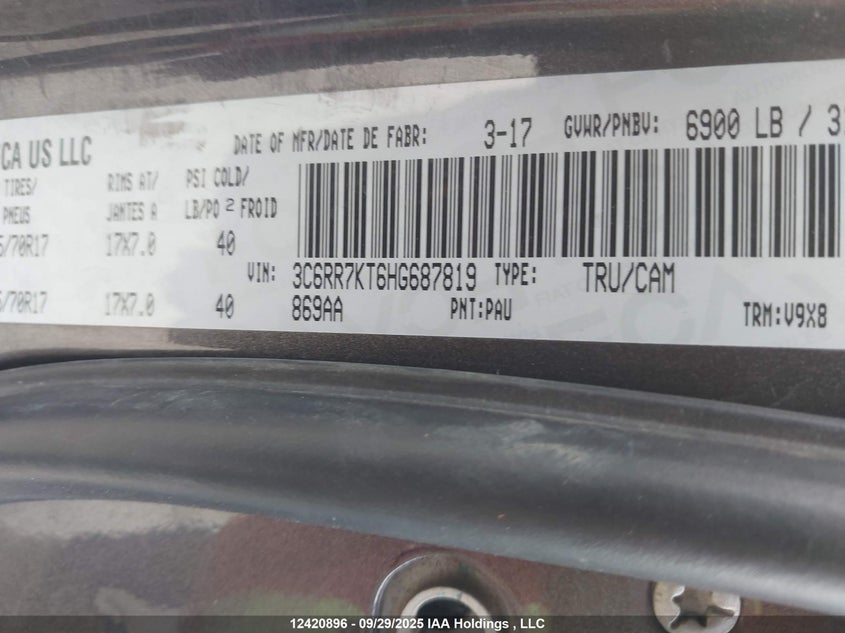 CA US LLC DATE OF MFR/DATE DE FABR: 3-17 GVWR/PNBV: 6900 LB / 3
TIRES/ RIMS AT/ PSI COLD/
PNEUS JANTES A LB/PO 2 FROID
/70R17 17X7.0 40
VIN: 3C6RR7KT6HG687819 TYPE: TRU/CAM
/70R17 17X7.0 40 869AA PNT:PAU TRM:V9X8
12420896 • 09/29/2025 IAA Holdings , LLC